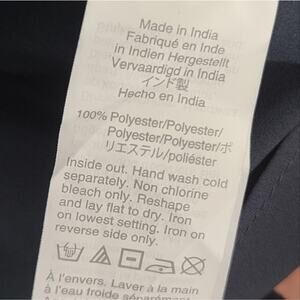 Made in India
Fabriqué en Inde
in Indien Hergestellt
Vervaardigd in India
インド製
Hecho en India
100% Polyester/Polyester/
Polyester/Polyester/ポ
リエステル/poliéster
Inside out. Hand wash cold
separately. Non chlorine
bleach only. Reshape
and lay flat to dry. Iron
on lowest setting. Iron on
reverse side only.
À l'envers. Laver à la main
à l'eau froide séparément.